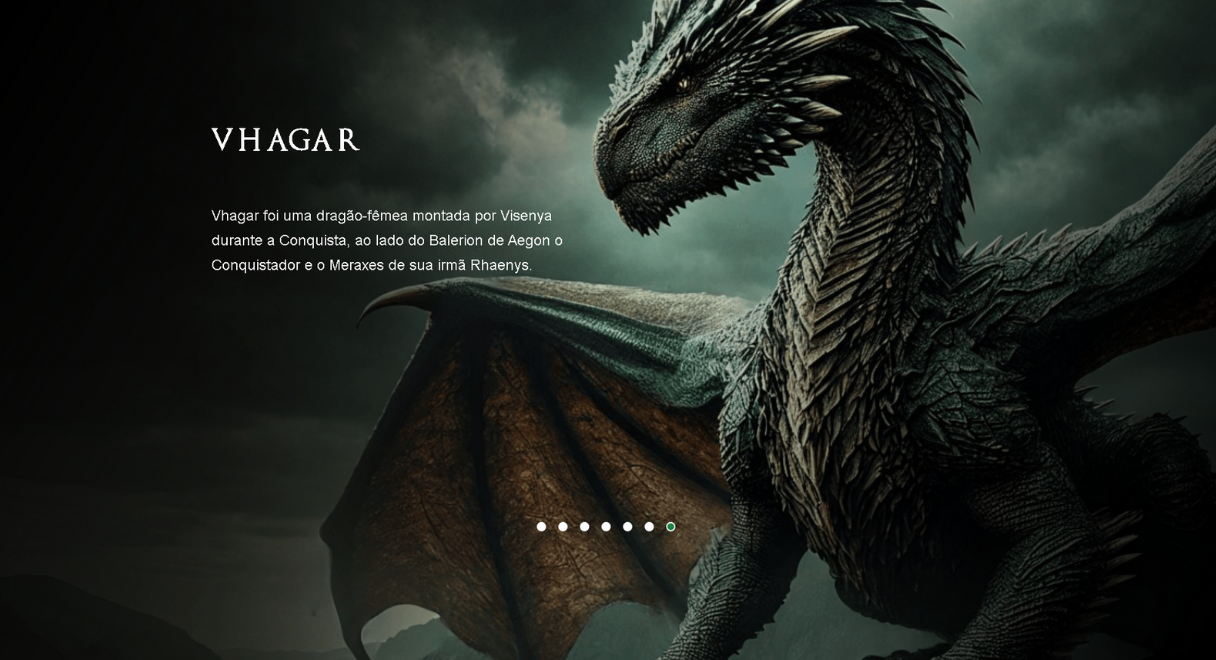 VHAGAR
Vhagar foi uma dragão-fêmea montada por Visenya
durante a Conquista, ao lado do Balerion de Aegon o
Conquistador e o Meraxes de sua irmã Rhaenys.